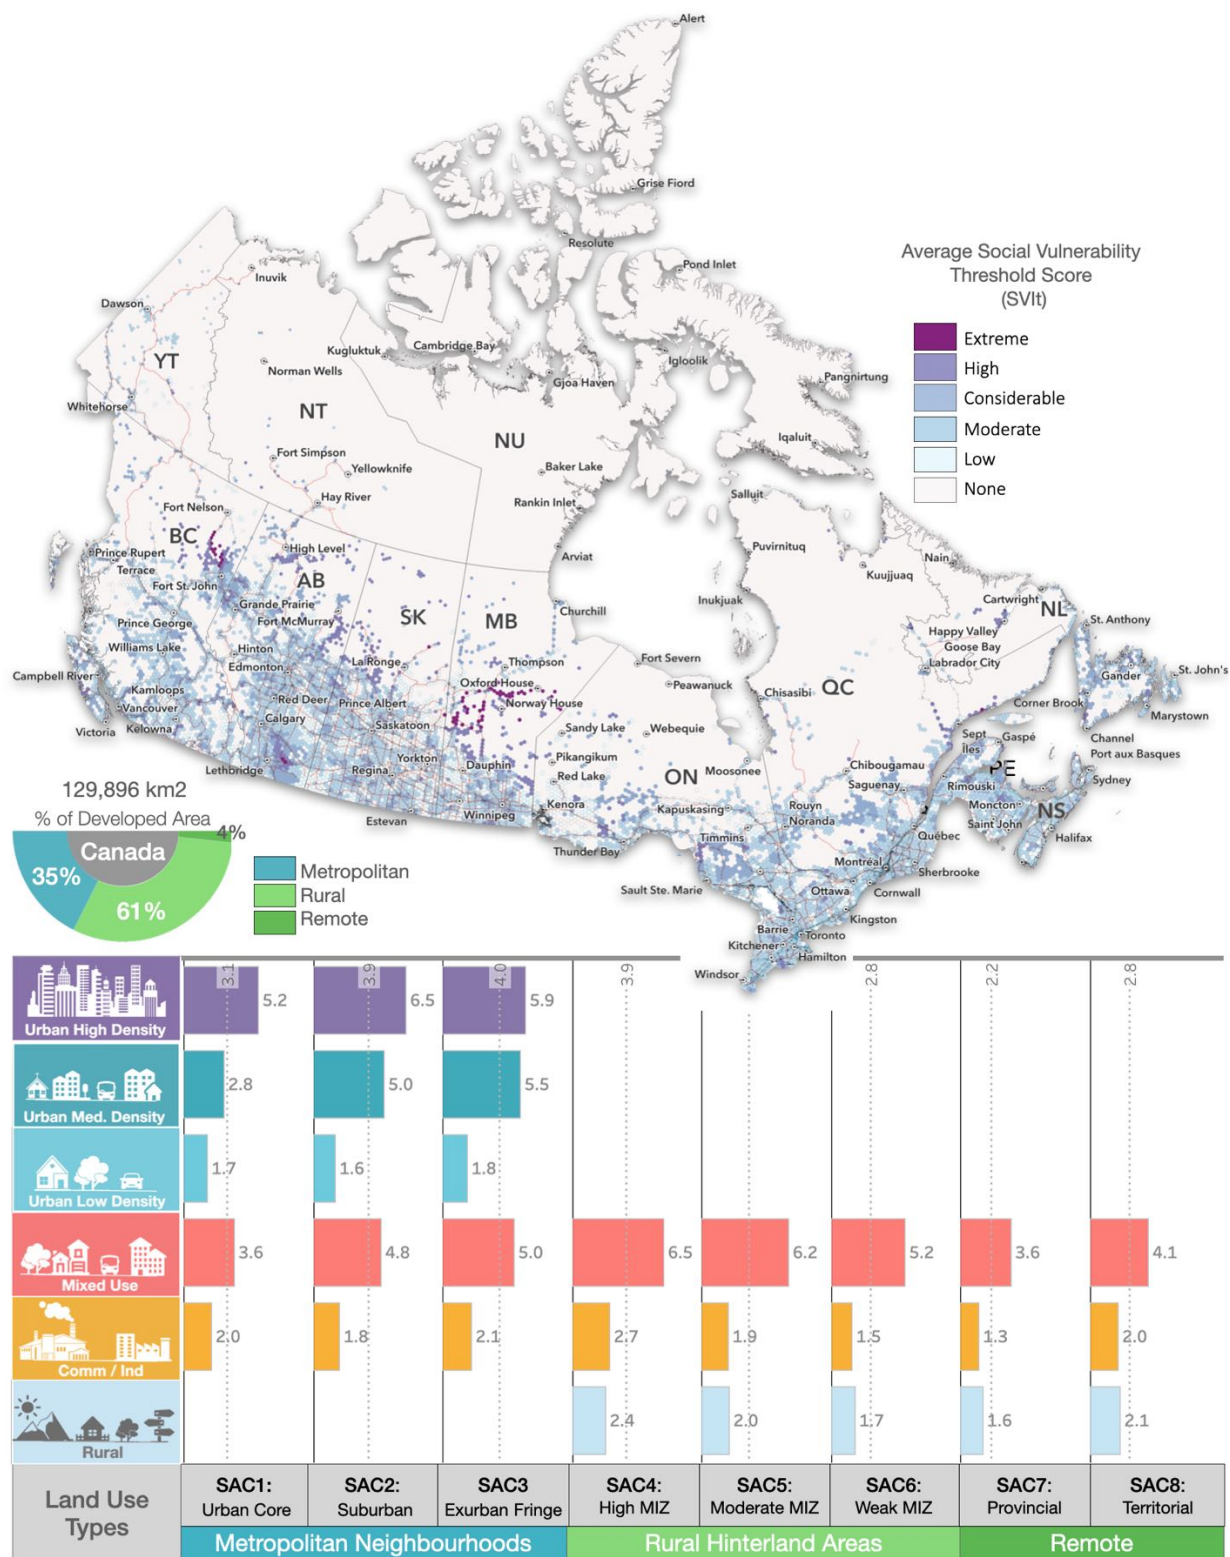 Alert
Grise Fiord
Resolute
Pond Inlet
Inuvik
Dawson
YT
Kugluktuk
Cambridge Bay
Igloolik
Norman Wells
Gjoa Haven
Pangnirtung
Whitehorse
NT
NU
Iqaluit
Fort Simpson
Yellowknife
Baker Lake
Hay River
Rankin Inlet
Salluit
Fort Nelson
BC
High Level
Arviat
Puvirnituq
Nain
Prince Rupert
Terrace
AB
Kuujjuaq
Fort St. John
SK
MB
Inukjuak
Cartwright
NL
Grande Prairie
Churchill
St. Anthony
Prince George
Fort McMurray
Happy Valley
Goose Bay
Williams Lake
Hinton
La Ronge
Thompson
Fort Severn
Labrador City
St. John's
Edmonton
Gander
Campbell River
Oxford House
Peawanuck
QC
Kamloops
Red Deer
Prince Albert
Norway House
Chisasibi
Corner Brook
Vancouver
Calgary
Marystown
Victoria
Kelowna
Saskatoon
Sandy Lake
Webequie
Sept
Îles
Gaspé
Channel
Port aux Basques
Yorkton
Pikangikum
Moosonee
Chibougamau
PE
Lethbridge
Regina
Dauphin
Red Lake
ON
Saguenay
Rimouski
Sydney
Kenora
Kapuskasing
Rouyn
Noranda
Moncton
NS
Estevan
Winnipeg
Timmins
Saint John
Québec
Halifax
Thunder Bay
Montréal
Sherbrooke
Sault Ste. Marie
Ottawa
Cornwall
Kingston
Barrie
Toronto
Kitchener
Hamilton
Windsor
Average Social Vulnerability
Threshold Score
(SVIt)
Extreme
High
Considerable
Moderate
Low
None
129,896 km2
% of Developed Area
4%
Canada
35%
61%
Metropolitan
Rural
Remote
3.1
3.9
4.0
3.9
2.8
2.2
2.8
Urban High Density
5.2
6.5
5.9
Urban Med. Density
2.8
5.0
5.5
Urban Low Density
1.7
1.6
1.8
Mixed Use
3.6
4.8
5.0
6.5
6.2
5.2
3.6
4.1
Comm / Ind
2.0
1.8
2.1
2.7
1.9
1.5
1.3
2.0
Rural
2.4
2.0
1.7
1.6
2.1
Land Use
Types
SAC1:
Urban Core
SAC2:
Suburban
SAC3
Exurban Fringe
SAC4:
High MIZ
SAC5:
Moderate MIZ
SAC6:
Weak MIZ
SAC7:
Provincial
SAC8:
Territorial
Metropolitan Neighbourhoods
Rural Hinterland Areas
Remote